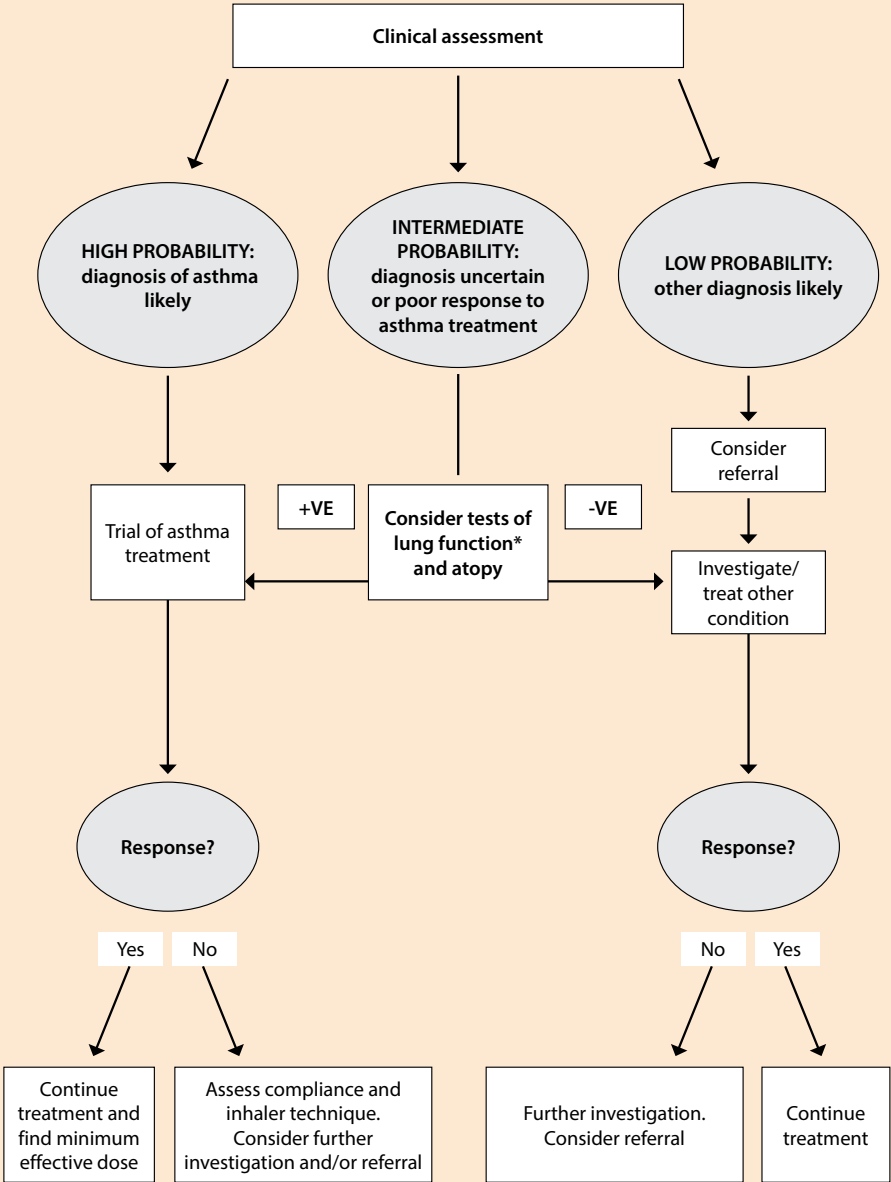 Clinical assessment
HIGH PROBABILITY:
diagnosis of asthma
likely
INTERMEDIATE
PROBABILITY:
diagnosis uncertain
or poor response to
asthma treatment
LOW PROBABILITY:
other diagnosis likely
Consider
referral
Trial of asthma
treatment
+VE
Consider tests of
lung function*
and atopy
-VE
Investigate/
treat other
condition
Response?
Response?
Yes
No
No
Yes
Continue
treatment and
find minimum
effective dose
Assess compliance and
inhaler technique.
Consider further
investigation and/or referral
Further investigation.
Consider referral
Continue
treatment